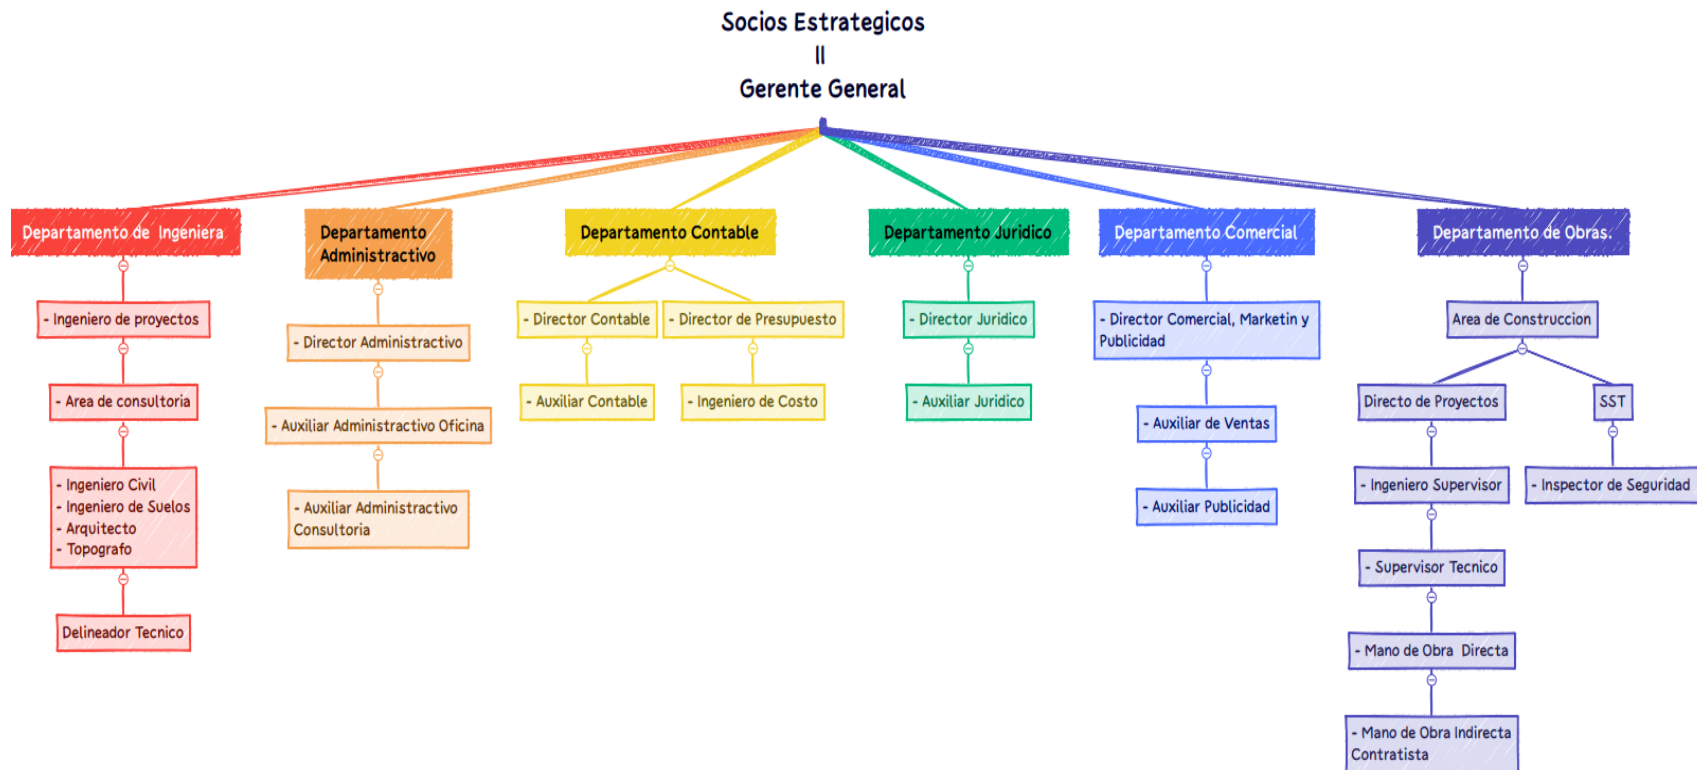 Socios Estrategicos
||
Gerente General
Departamento de Ingeniera
- Ingeniero de proyectos
- Area de consultoria
- Ingeniero Civil
- Ingeniero de Suelos
- Arquitecto
- Topografo
Delineador Tecnico
Departamento
Administractivo
- Director Administractivo
- Auxiliar Administractivo Oficina
- Auxiliar Administractivo
Consultoria
Departamento Contable
- Director Contable
- Auxiliar Contable
- Director de Presupuesto
- Ingeniero de Costo
Departamento Juridico
- Director Juridico
- Auxiliar Juridico
Departamento Comercial
- Director Comercial, Marketin y
Publicidad
- Auxiliar de Ventas
- Auxiliar Publicidad
Departamento de Obras.
Area de Construccion
Directo de Proyectos
- Ingeniero Supervisor
- Supervisor Tecnico
- Mano de Obra Directa
- Mano de Obra Indirecta
Contratista
SST
- Inspector de Seguridad